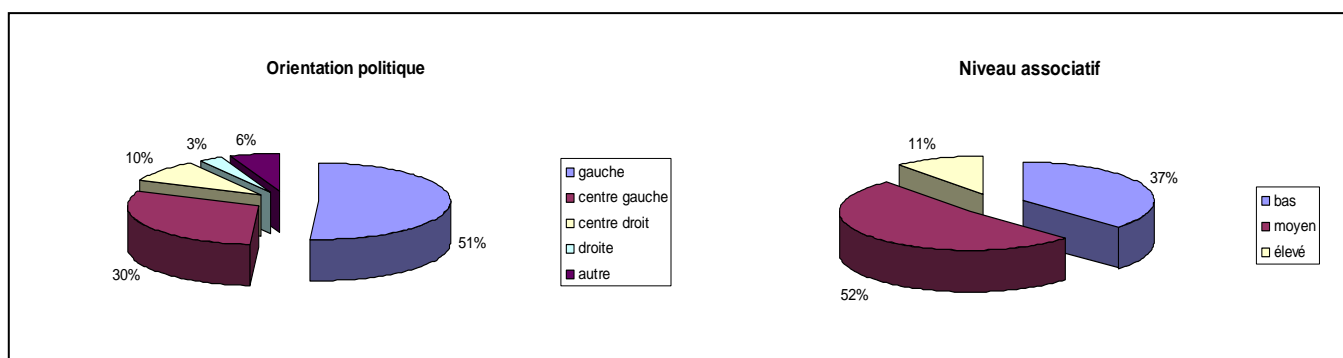 Orientation politique
3%
6%
10%
30%
51%
gauche
centre gauche
centre droit
droite
autre
Niveau associatif
11%
37%
52%
bas
moyen
élevé